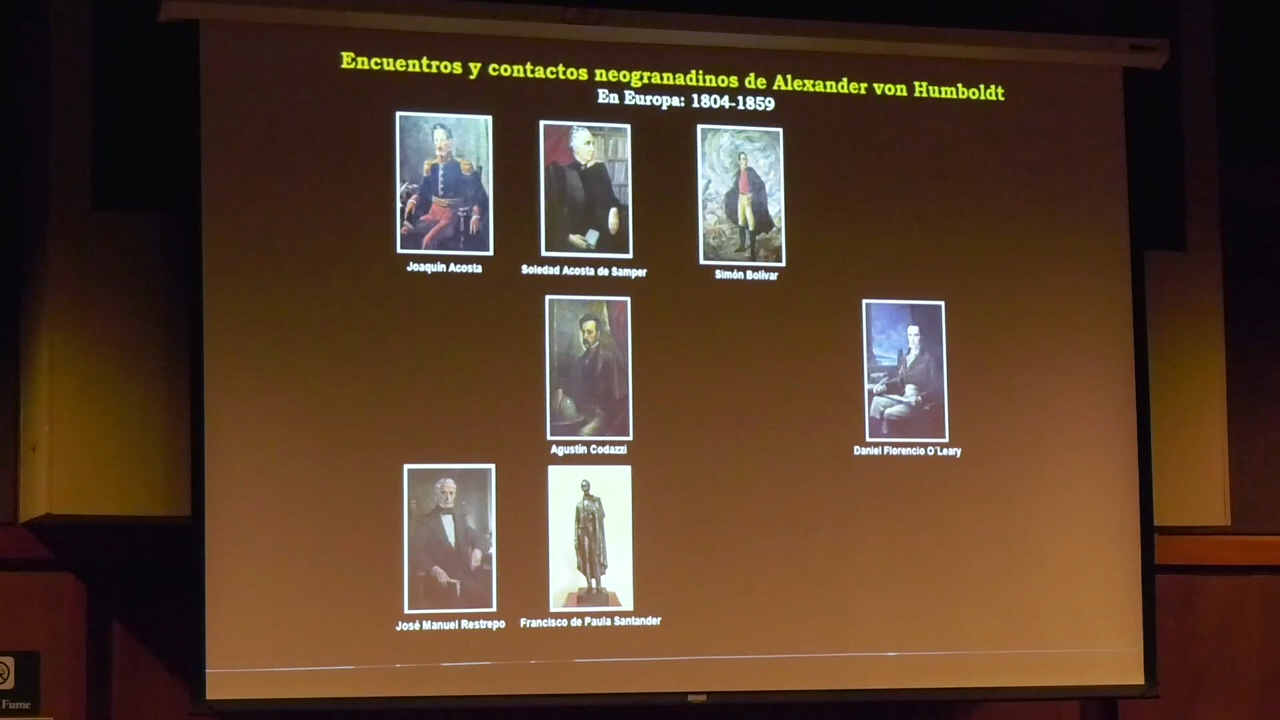 Encuentros y contactos neogranadinos de Alexander von Humboldt
En Europa: 1804-1859
Joaquín Acosta
Soledad Acosta de Samper
Simón Bolívar
Agustín Codazzi
Daniel Florencio O´Leary
José Manuel Restrepo
Francisco de Paula Santander
Fume